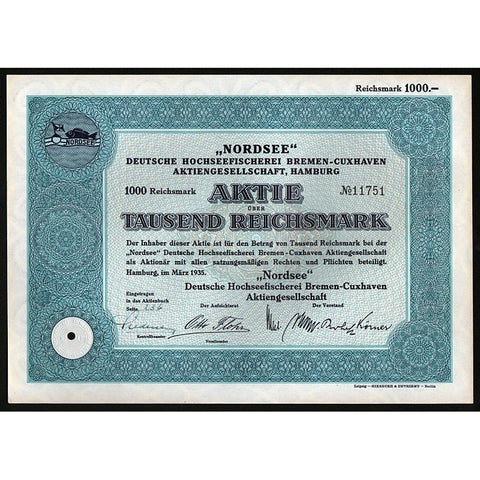 Reichsmark 1000.—
NORDSEE
„NORDSEE“
DEUTSCHE HOCHSEEFISCHEREI BREMEN-CUXHAVEN
AKTIENGESELLSCHAFT, HAMBURG
1000 Reichsmark AKTIE №11751
ÜBER
TAUSEND REICHSMARK
Der Inhaber dieser Aktie ist für den Betrag von Tausend Reichsmark bei der
„Nordsee“ Deutsche Hochseefischerei Bremen-Cuxhaven Aktiengesellschaft
als Aktionär mit allen satzungsmäßigen Rechten und Pflichten beteiligt.
Hamburg, im März 1935.
„Nordsee“
Deutsche Hochseefischerei Bremen-Cuxhaven
Aktiengesellschaft
Eingetragen
in das Aktienbuch
Seite
Der Aufsichtsrat
Der Vorstand
Kontrollbeamter
Vorsitzender
Leipzig — GIESECKE & DEVRIENT — Berlin